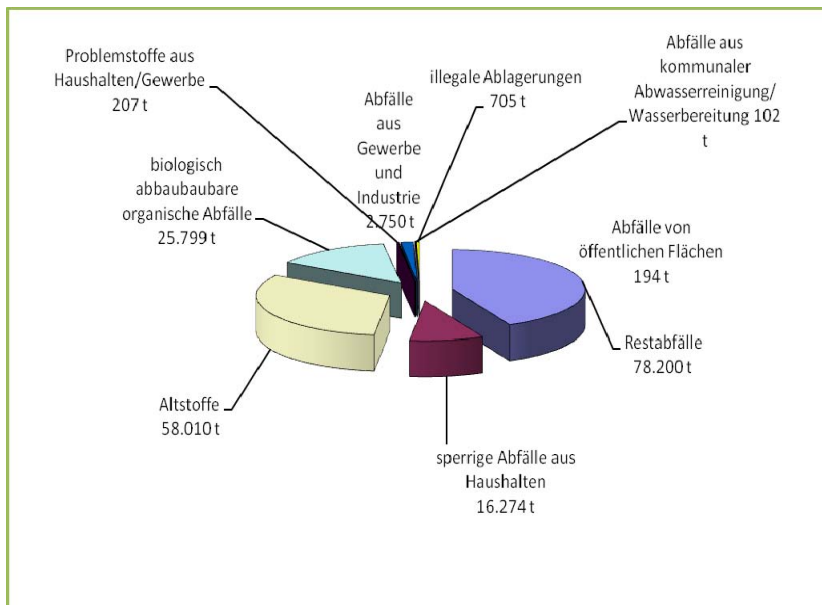 Problemstoffe aus
Haushalten/Gewerbe
207 t
Abfälle
aus
Gewerbe
und
Industrie
2.750 t
illegale Ablagerungen
705 t
Abfälle aus
kommunaler
Abwasserreinigung/
Wasserbereitung 102
t
biologisch
abbaubaubare
organische Abfälle
25.799 t
Abfälle von
öffentlichen Flächen
194 t
Restabfälle
78.200 t
Altstoffe
58.010 t
sperrige Abfälle aus
Haushalten
16.274 t